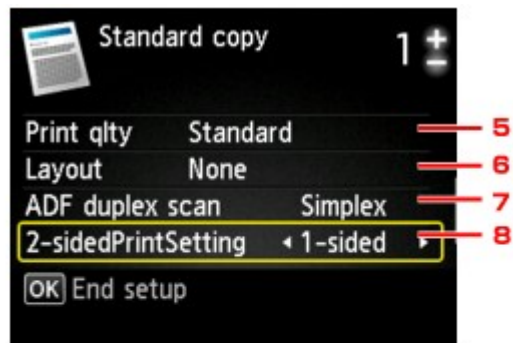 Standard copy 1 + -
Print qlty Standard 5
Layout None 6
ADF duplex scan Simplex 7
2-sidedPrintSetting 1-sided 8
OK End setup